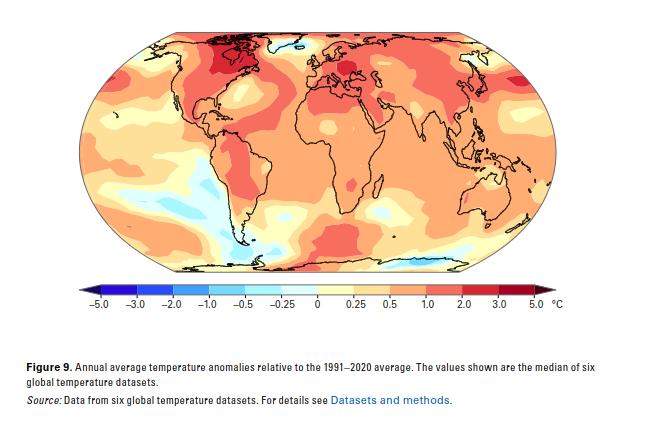 −5.0 −3.0 −2.0 −1.0 −0.5 −0.25 0 0.25 0.5 1.0 2.0 3.0 5.0 °C
Figure 9. Annual average temperature anomalies relative to the 1991–2020 average. The values shown are the median of six
global temperature datasets.
Source: Data from six global temperature datasets. For details see Datasets and methods.